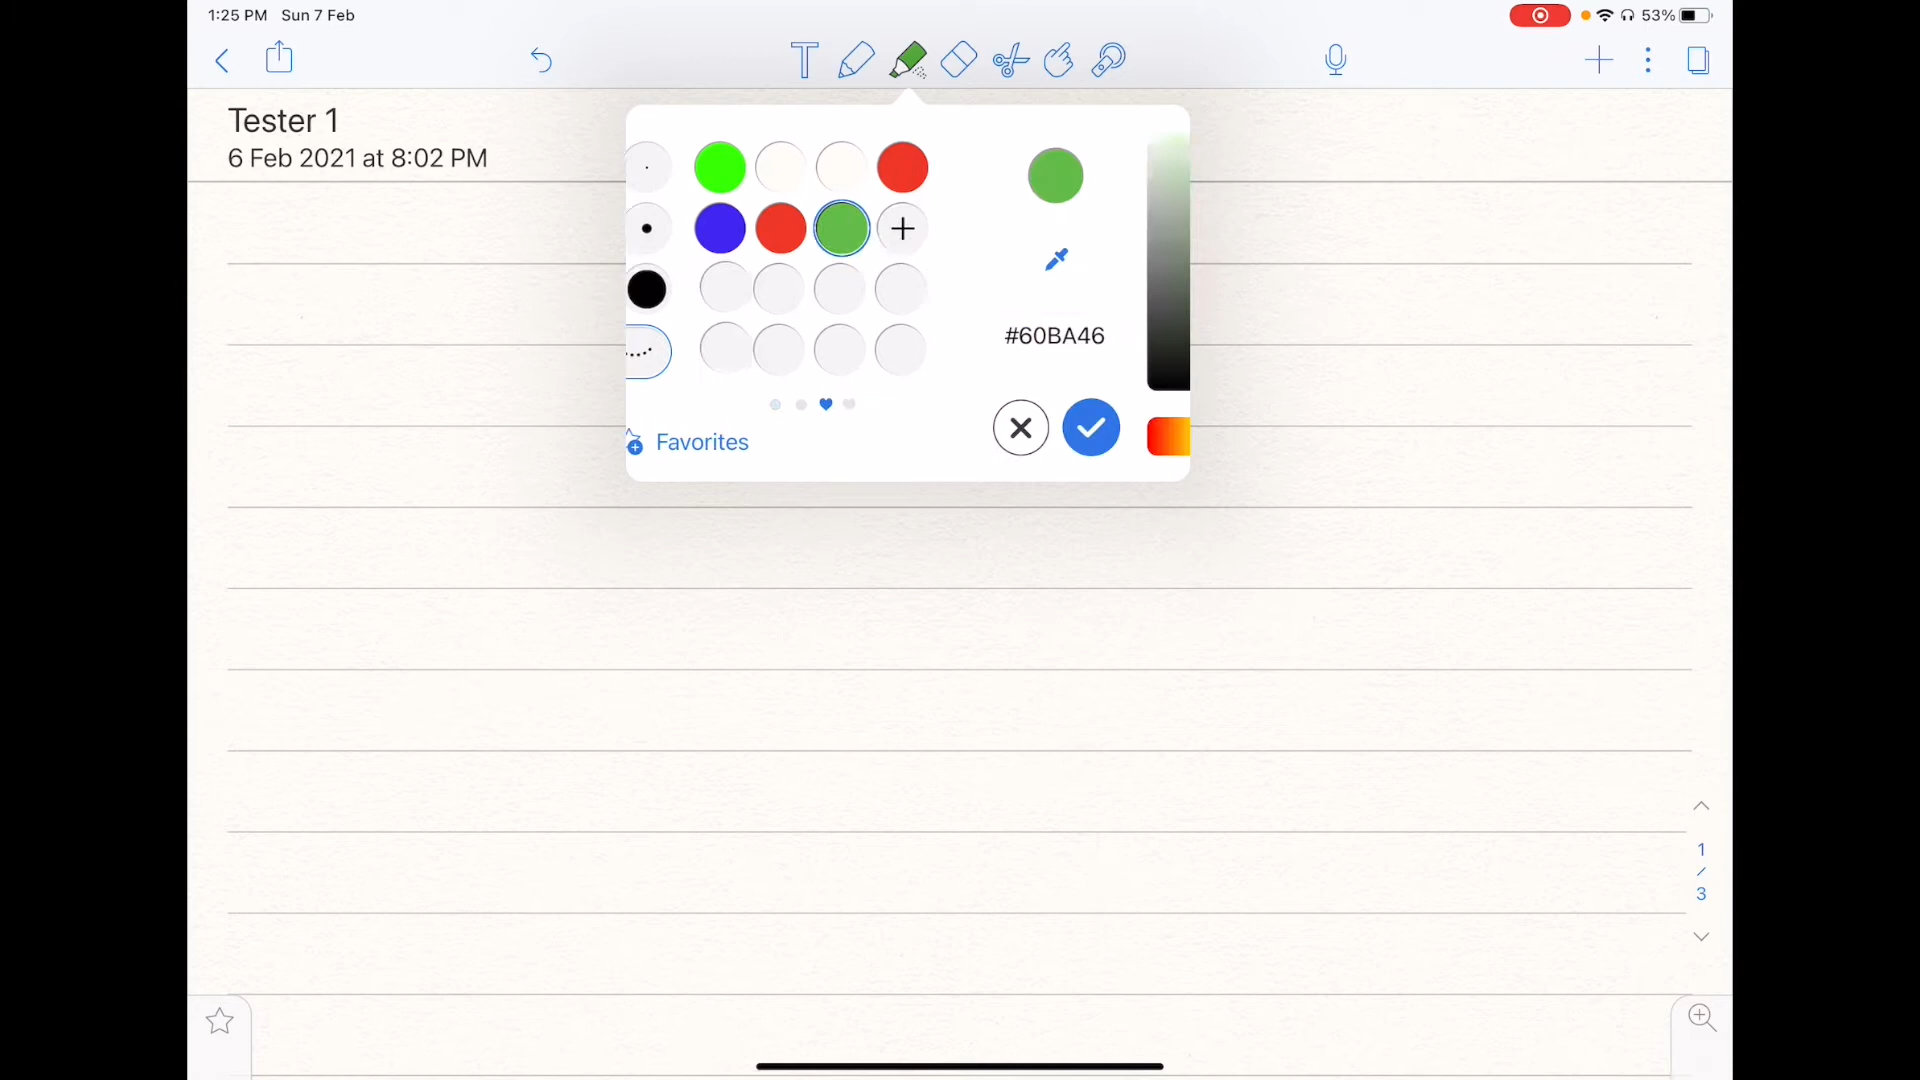 1:25 PM Sun 7 Feb
53%
T
Tester 1
6 Feb 2021 at 8:02 PM
#60BA46
Favorites
1
/
3